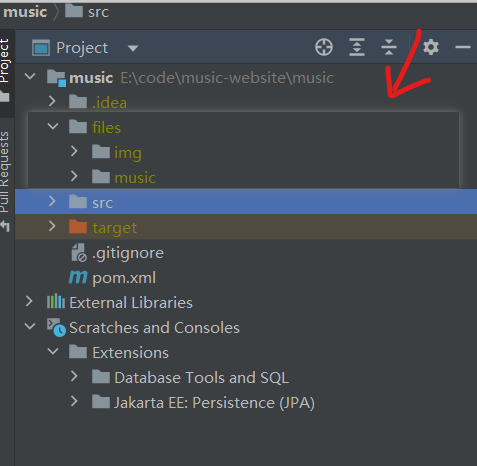 music src
Project
Project
music E:\code\music-website\music
.idea
files
img
music
Pull Requests
src
target
.gitignore
m pom.xml
External Libraries
Scratches and Consoles
Extensions
Database Tools and SQL
Jakarta EE: Persistence (JPA)